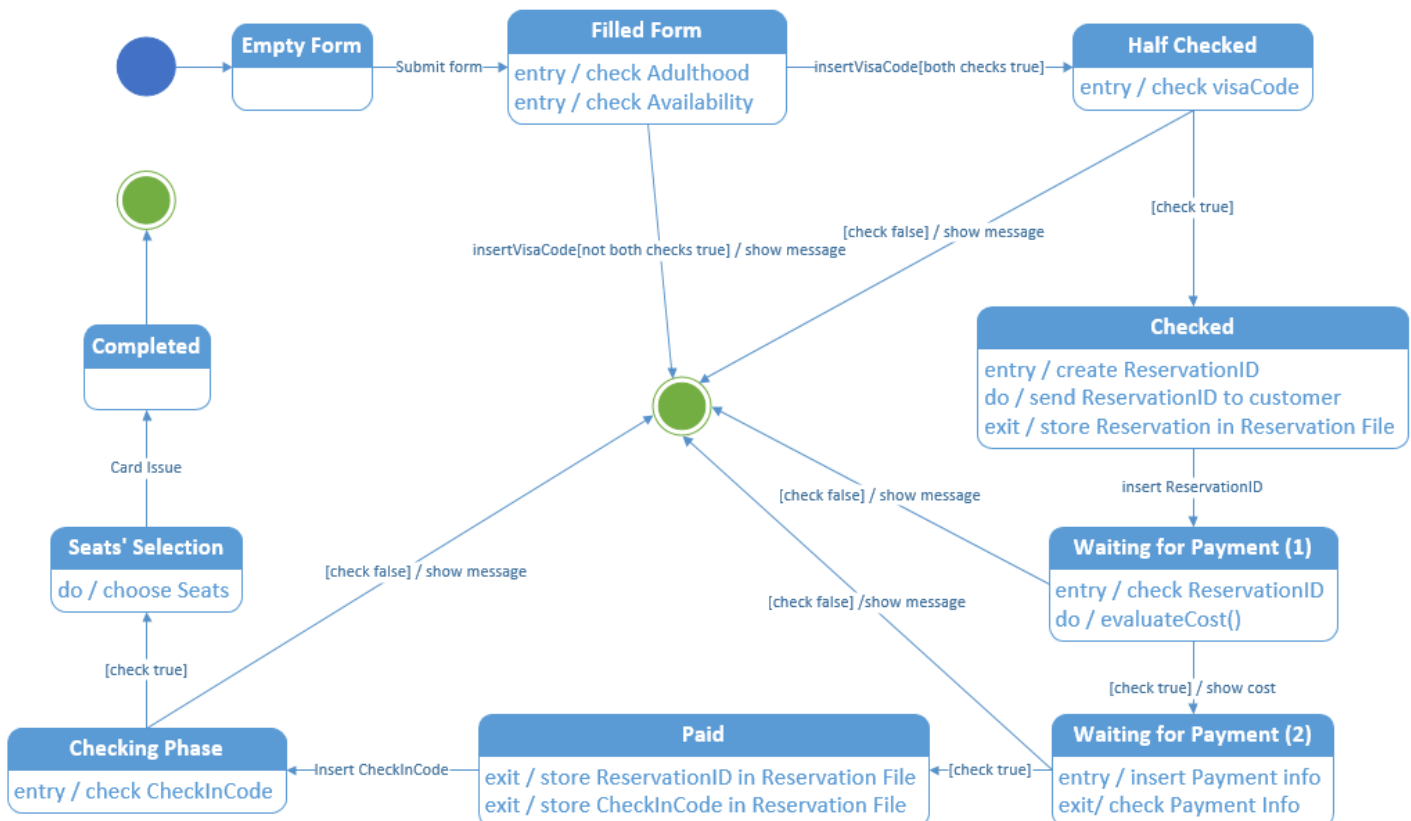 Empty Form
Submit form
Filled Form
entry / check Adulthood
entry / check Availability
insertVisaCode[both checks true]
Half Checked
entry / check visaCode
[check true]
[check false] / show message
insertVisaCode[not both checks true] / show message
Checked
entry / create ReservationID
do / send ReservationID to customer
exit / store Reservation in Reservation File
Completed
Card Issue
insert ReservationID
[check false] / show message
Seats' Selection
do / choose Seats
Waiting for Payment (1)
entry / check ReservationID
do / evaluateCost()
[check false] / show message
[check false] /show message
[check true]
[check true] / show cost
Checking Phase
entry / check CheckInCode
Insert CheckInCode
Paid
exit / store ReservationID in Reservation File
exit / store CheckInCode in Reservation File
[check true]
Waiting for Payment (2)
entry / insert Payment info
exit/ check Payment Info